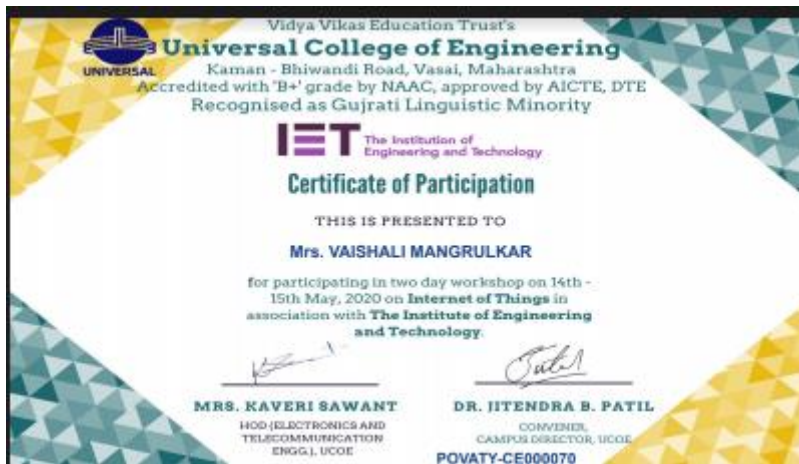 Vidya Vikas Education Trust's
Universal College of Engineering
Kaman - Bhiwandi Road, Vasai, Maharashtra
Accredited with 'B+' grade by NAAC, approved by AICTE, DTE
Recognised as Gujrati Linguistic Minority
UNIVERSAL
IET The Institution of
Engineering and Technology
Certificate of Participation
THIS IS PRESENTED TO
Mrs. VAISHALI MANGRULKAR
for participating in two day workshop on 14th -
15th May, 2020 on Internet of Things in
association with The Institute of Engineering
and Technology.
MRS. KAVERI SAWANT
HOD (ELECTRONICS AND
TELECOMMUNICATION
ENGG.), UCOE
DR. JITENDRA B. PATIL
CONVENER,
CAMPUS DIRECTOR, UCOE
POVATY-CE000070